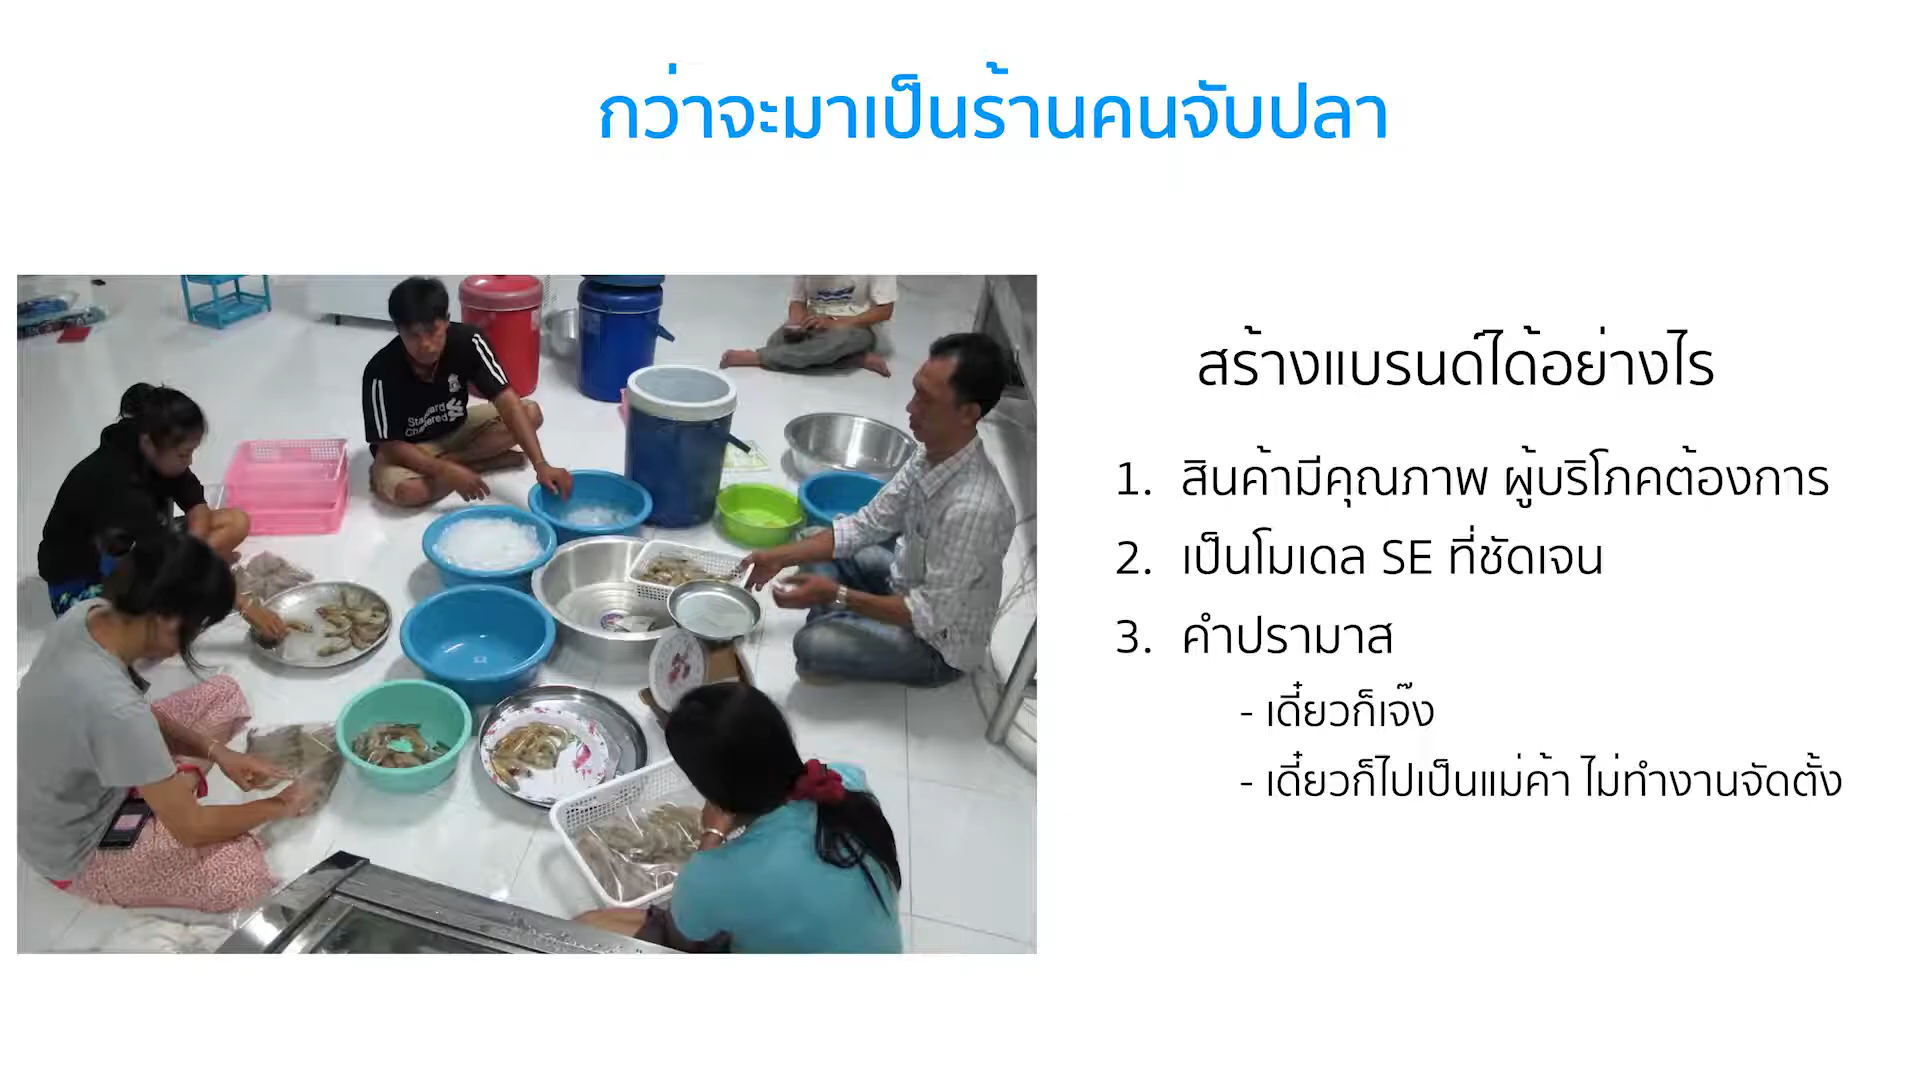 กว่าจะมาเป็นร้านคนจับปลา
สร้างแบรนด์ได้อย่างไร
1. สินค้ามีคุณภาพ ผู้บริโภคต้องการ
2. เป็นโมเดล SE ที่ชัดเจน
3. คำปรามาส
- เดี๋ยวก็เจ๊ง
- เดี๋ยวก็ไปเป็นแม่ค้า ไม่ทำงานจัดตั้ง
Standard
Chartered